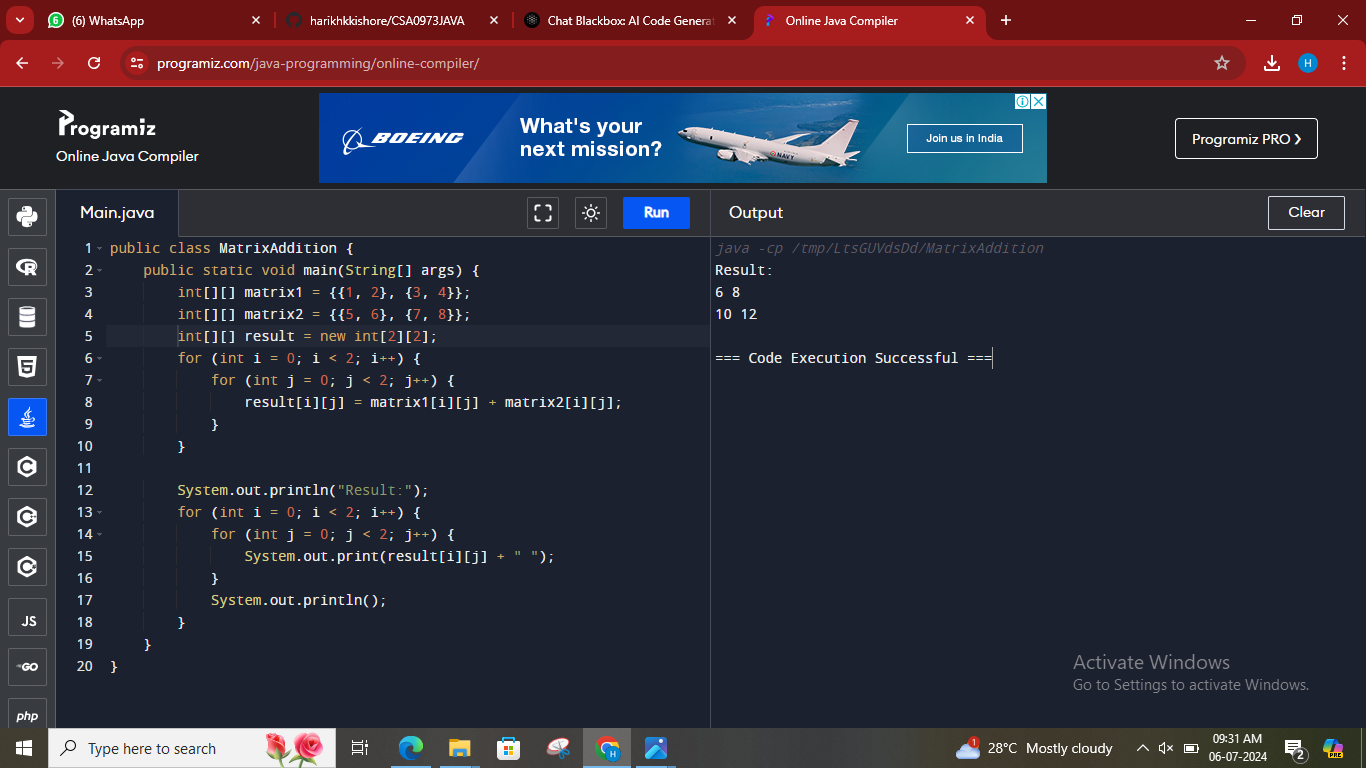 (6) WhatsApp
harikhkkishore/CSA0973JAVA
Chat Blackbox: AI Code Generat
Online Java Compiler
programiz.com/java-programming/online-compiler/
H
Programiz
Online Java Compiler
BOEING
What's your
next mission?
NAVY
Join us in India
Programiz PRO ❯
Main.java
Run
Output
Clear
1 public class MatrixAddition {
2 public static void main(String[] args) {
3 int[][] matrix1 = {{1, 2}, {3, 4}};
4 int[][] matrix2 = {{5, 6}, {7, 8}};
5 int[][] result = new int[2][2];
6 for (int i = 0; i < 2; i++) {
7 for (int j = 0; j < 2; j++) {
8 result[i][j] = matrix1[i][j] + matrix2[i][j];
9 }
10 }
11
12 System.out.println("Result:");
13 for (int i = 0; i < 2; i++) {
14 for (int j = 0; j < 2; j++) {
15 System.out.print(result[i][j] + " ");
16 }
17 System.out.println();
18 }
19 }
20 }
java -cp /tmp/LtsGUVdsDd/MatrixAddition
Result:
6 8
10 12
=== Code Execution Successful ===
JS
GO
php
Activate Windows
Go to Settings to activate Windows.
Type here to search
H
28°C Mostly cloudy
09:31 AM
06-07-2024
2
PRE